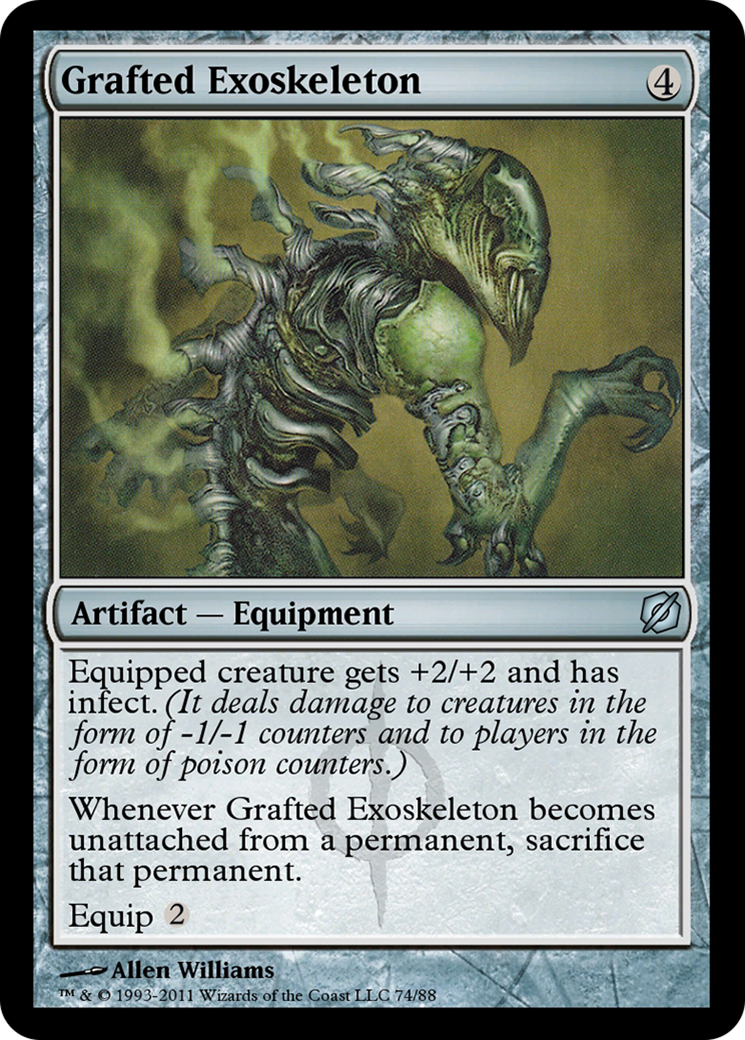 Grafted Exoskeleton 4
Artifact — Equipment
Equipped creature gets +2/+2 and has
infect. (It deals damage to creatures in the
form of -1/-1 counters and to players in the
form of poison counters.)
Whenever Grafted Exoskeleton becomes
unattached from a permanent, sacrifice
that permanent.
Equip 2
Allen Williams
™ & © 1993-2011 Wizards of the Coast LLC 74/88